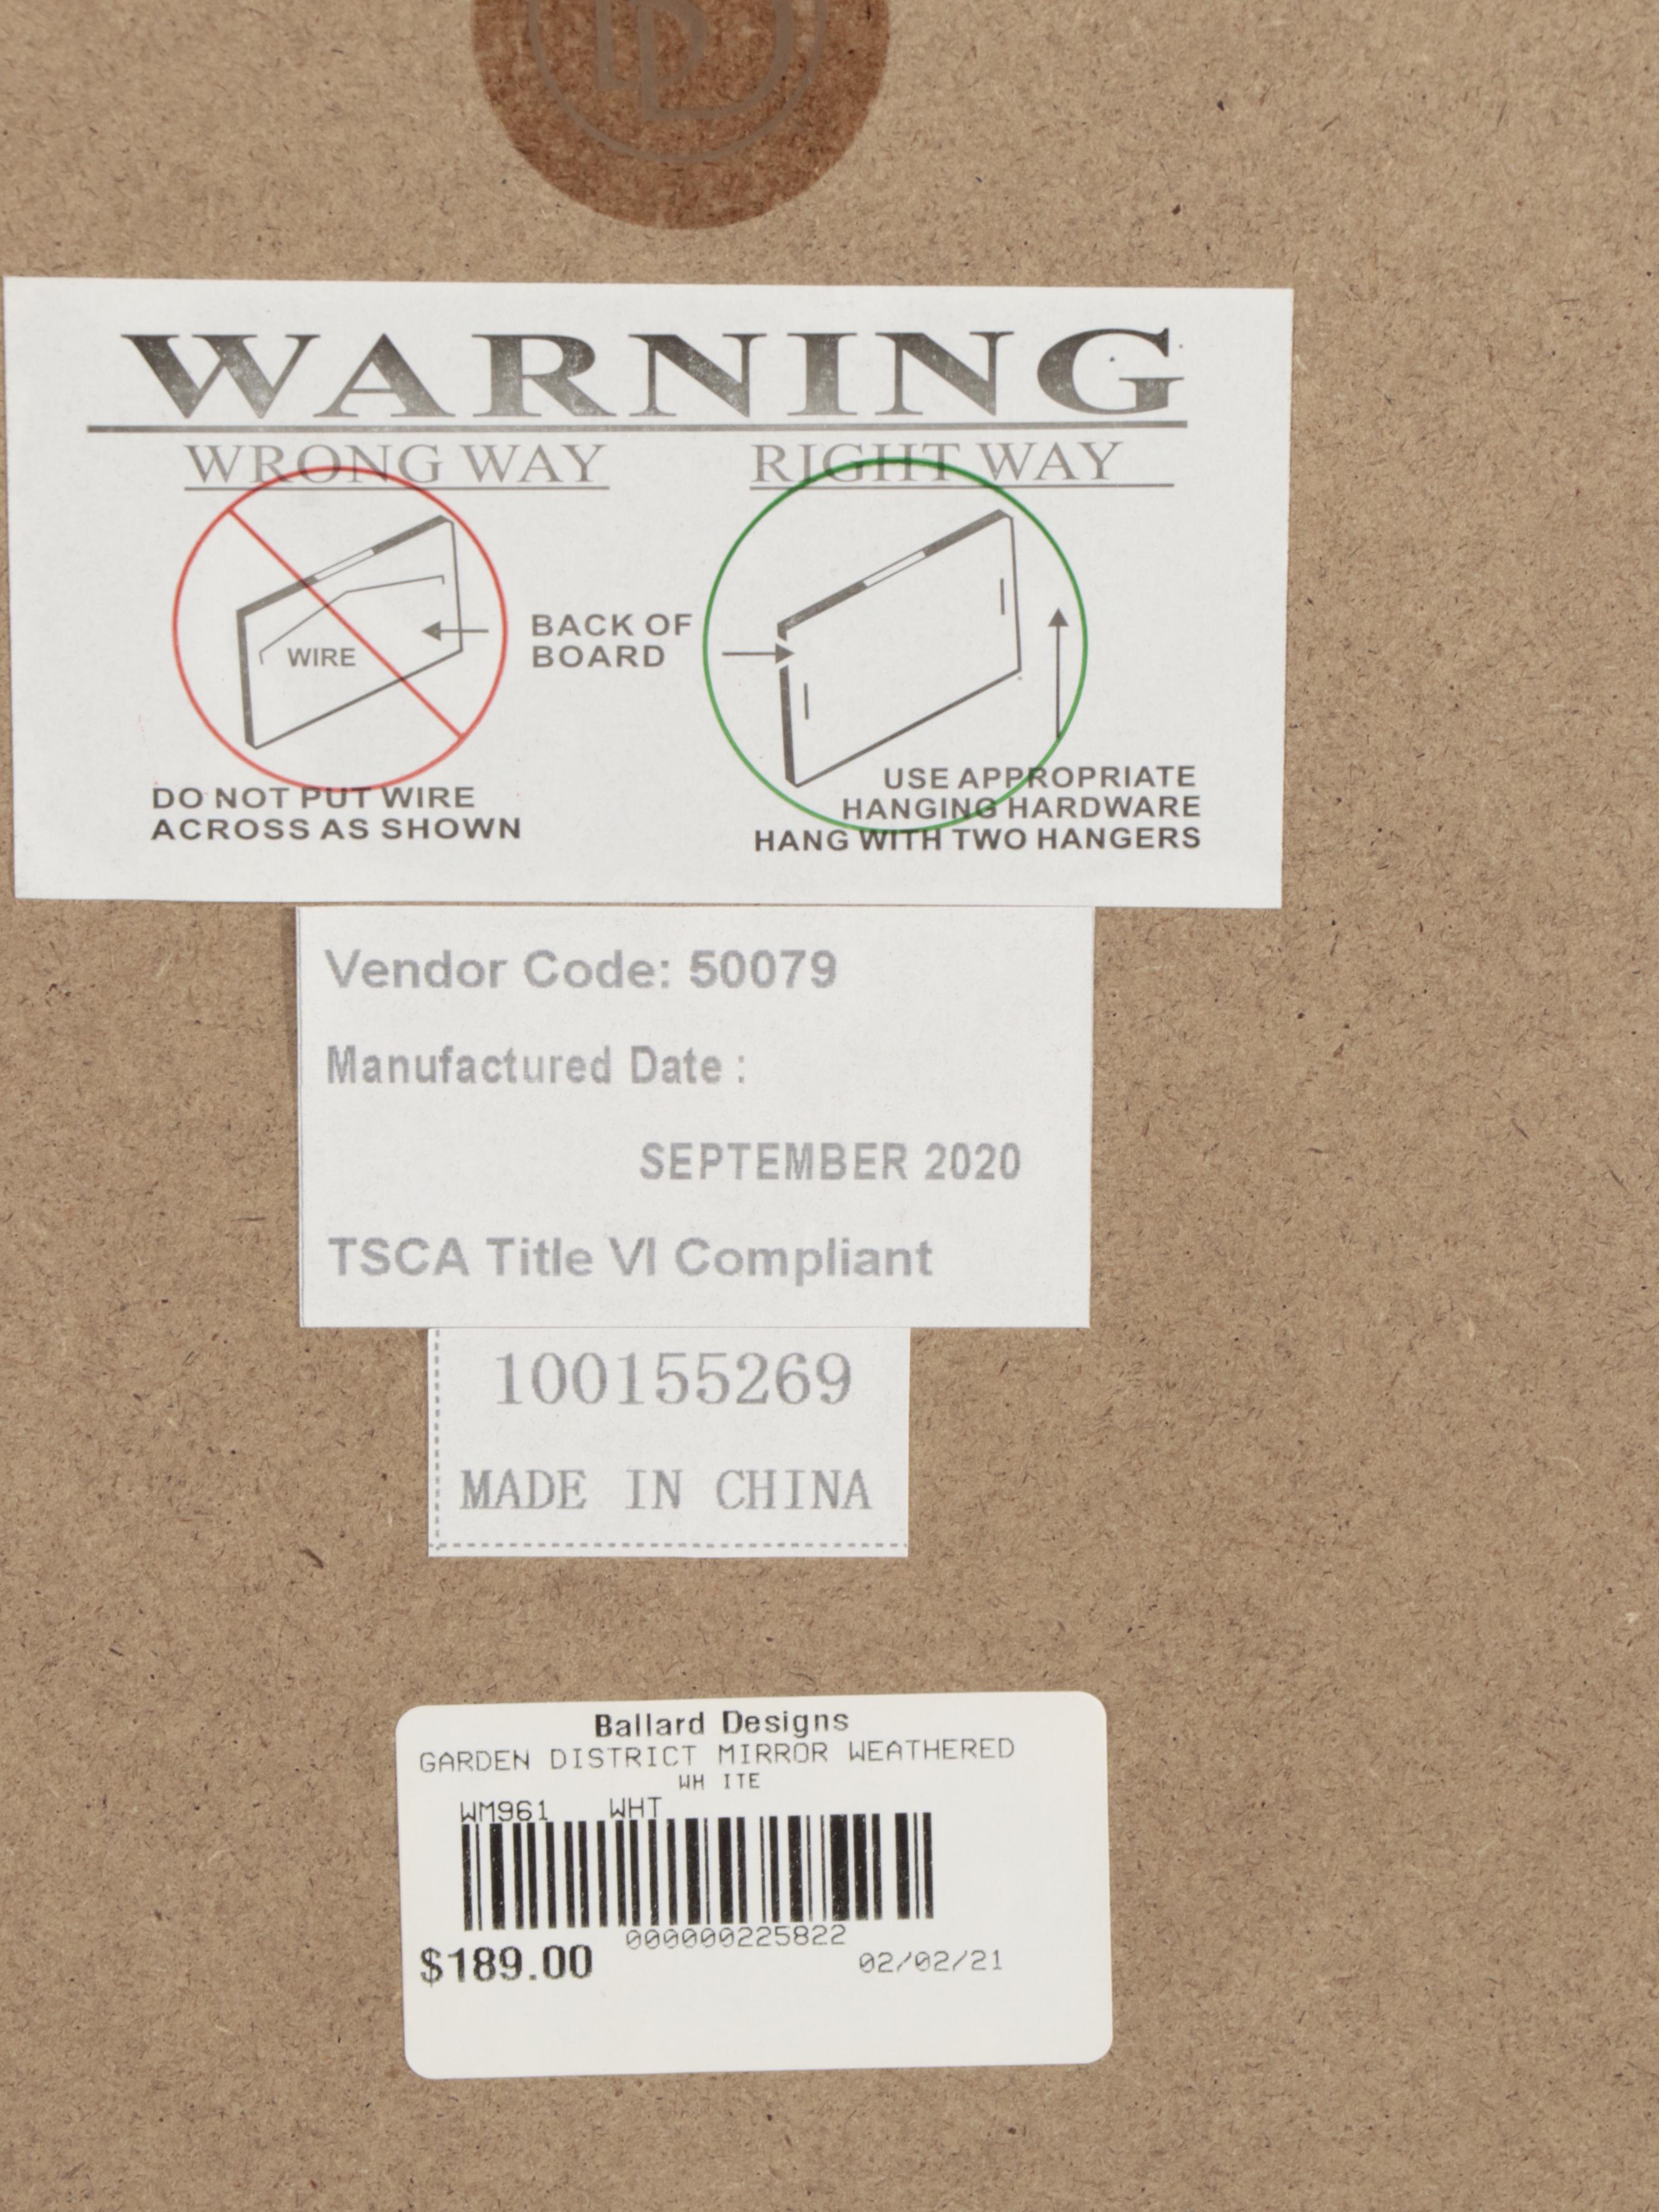 WARNING
WRONG WAY
RIGHT WAY
WIRE
BACK OF
BOARD
DO NOT PUT WIRE
ACROSS AS SHOWN
USE APPROPRIATE
HANGING HARDWARE
HANG WITH TWO HANGERS
Vendor Code: 50079
Manufactured Date :
SEPTEMBER 2020
TSCA Title VI Compliant
100155269
MADE IN CHINA
Ballard Designs
GARDEN DISTRICT MIRROR WEATHERED
WH ITE
WM961 WHT
000000225822
$189.00
02/02/21